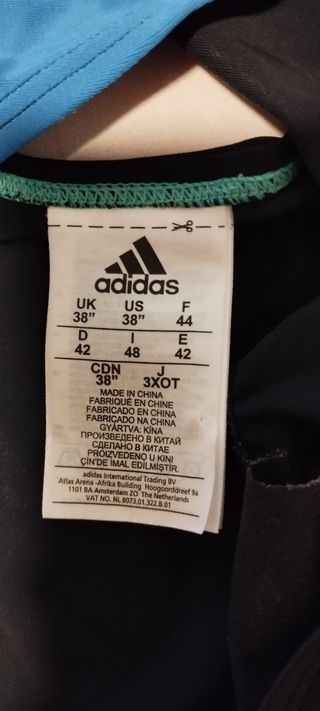 adidas
UK US F
38" 38" 44
D I E
42 48 42
CDN J
38" 3XOT
MADE IN CHINA
FABRIQUÉ EN CHINE
FABRICADO EN CHINA
FABRICADO NA CHINA
GYÁRTVA: KÍNA
ПРОИЗВЕДЕНО В КИТАЙ
СДЕЛАНО В КИТАЕ
PROIZVEDENO U KINI
ÇİN'DE İMAL EDİLMİŞTİR.
adidas International Trading BV
Atlas Arena -Afrika Building Hoogoorddreef 9a
1101 BA Amsterdam ZO The Netherlands
VAT NO. NL 8073.01.322.B.01